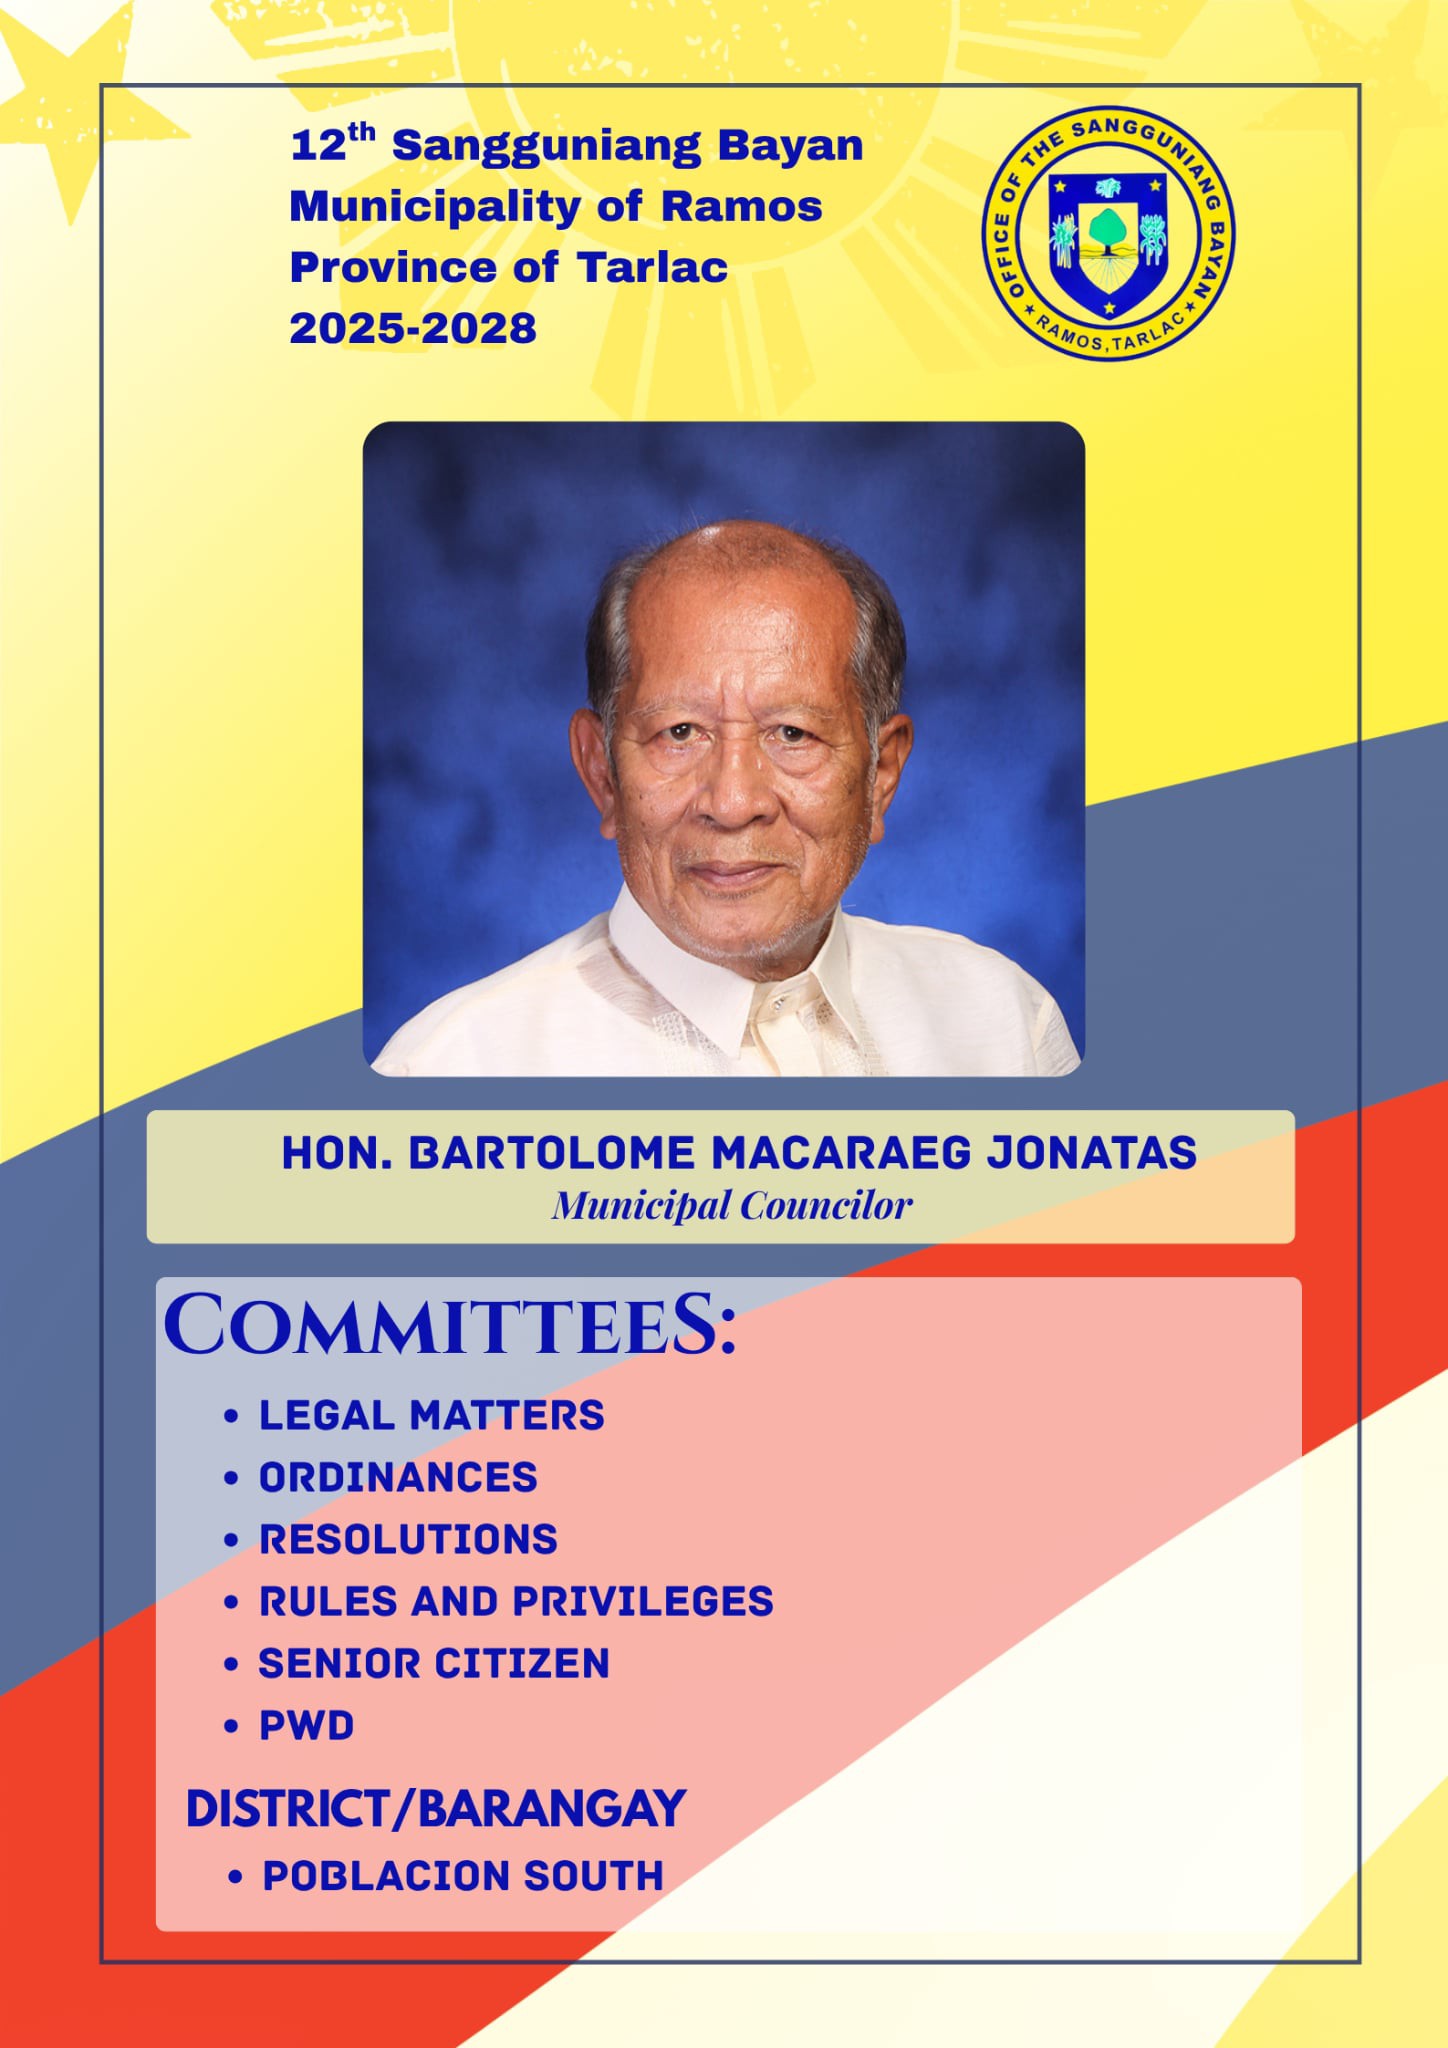 12th Sangguniang Bayan
Municipality of Ramos
Province of Tarlac
2025-2028
OFFICE OF THE SANGGUNIANG BAYAN
RAMOS, TARLAC
HON. BARTOLOME MACARAEG JONATAS
Municipal Councilor
COMMITTEES:
• LEGAL MATTERS
• ORDINANCES
• RESOLUTIONS
• RULES AND PRIVILEGES
• SENIOR CITIZEN
• PWD
DISTRICT/BARANGAY
• POBLACION SOUTH